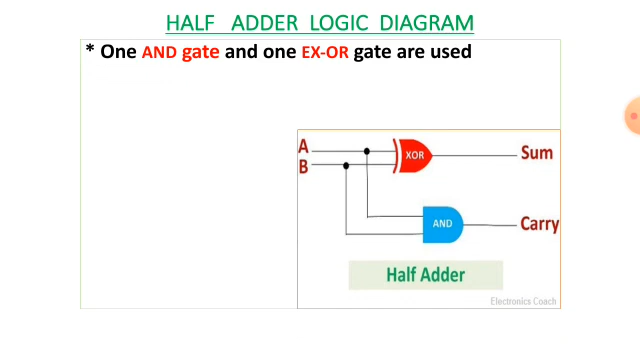 HALF ADDER LOGIC DIAGRAM
* One AND gate and one EX-OR gate are used
A
B
XOR
Sum
AND
Carry
Half Adder
Electronics Coach